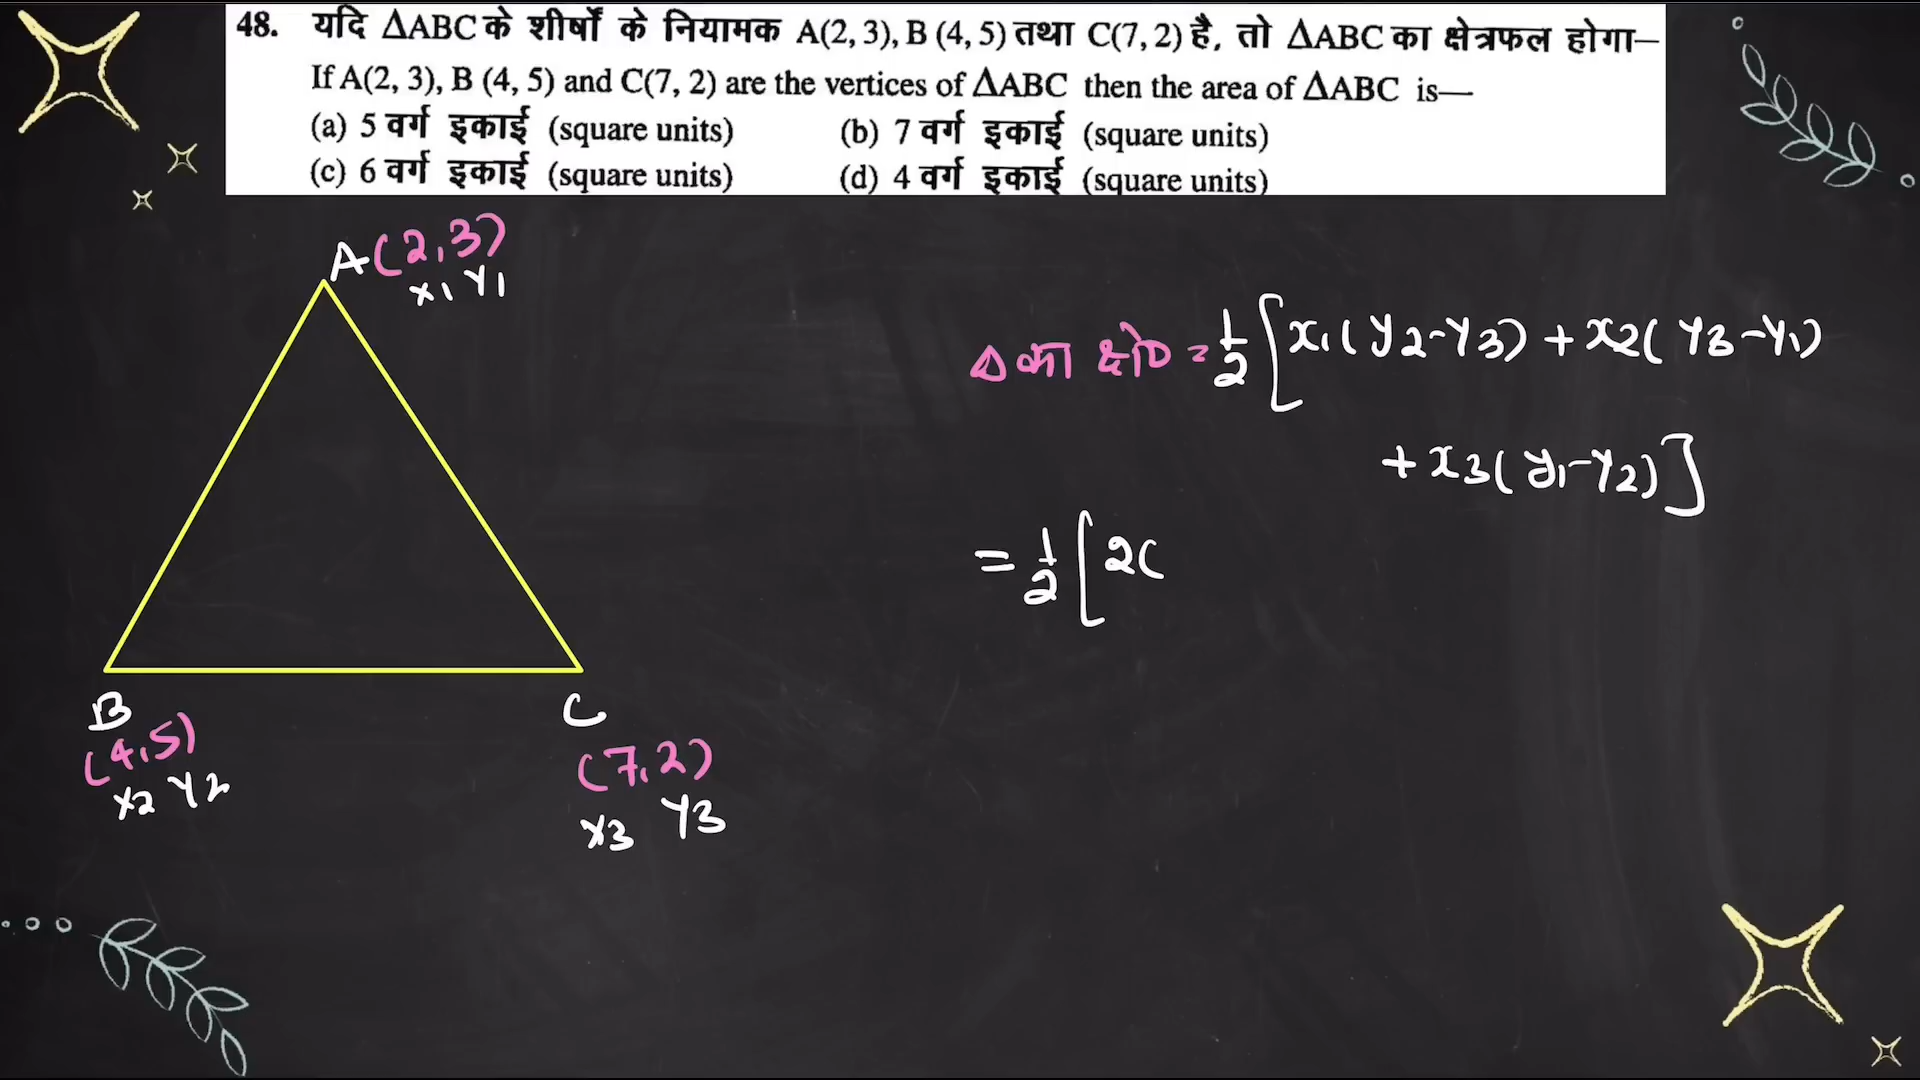 48. यदि ΔABC के शीर्षों के नियामक A(2, 3), B (4, 5) तथा C(7, 2) है, तो ΔABC का क्षेत्रफल होगा—
If A(2, 3), B (4, 5) and C(7, 2) are the vertices of ΔABC then the area of ΔABC is—
(a) 5 वर्ग इकाई (square units) (b) 7 वर्ग इकाई (square units)
(c) 6 वर्ग इकाई (square units) (d) 4 वर्ग इकाई (square units)
A(2,3)
x1 y1
Δ का क्षे० = 1/2 [x1(y2-y3) + x2(y3-y1)
+ x3(y1-y2)]
= 1/2 [2(
B
(4,5)
x2 y2
C
(7,2)
x3 y3